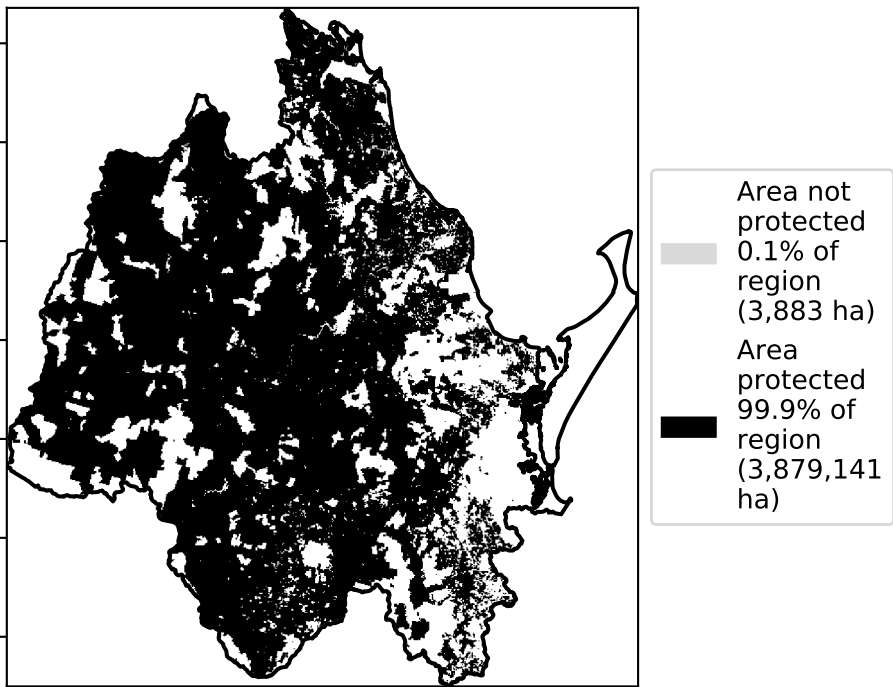 Area not
protected
0.1% of
region
(3,883 ha)
Area
protected
99.9% of
region
(3,879,141
ha)